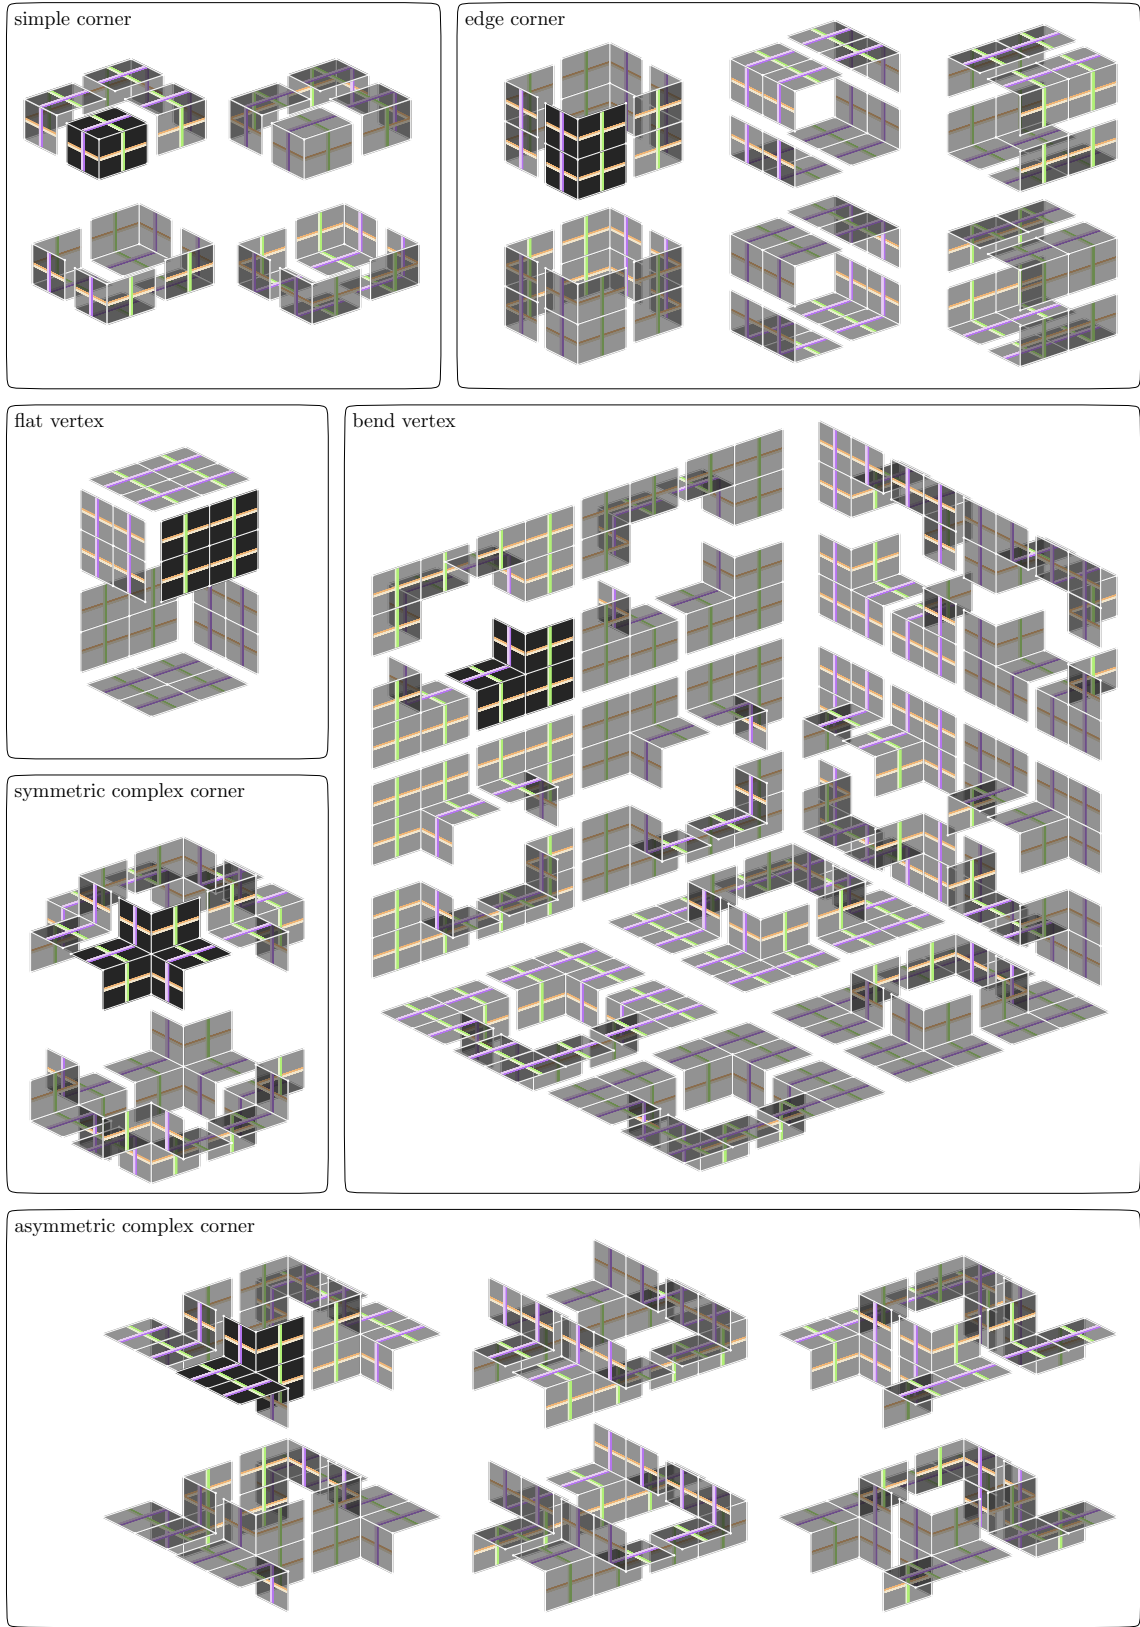 simple corner
edge corner
flat vertex
bend vertex
symmetric complex corner
asymmetric complex corner